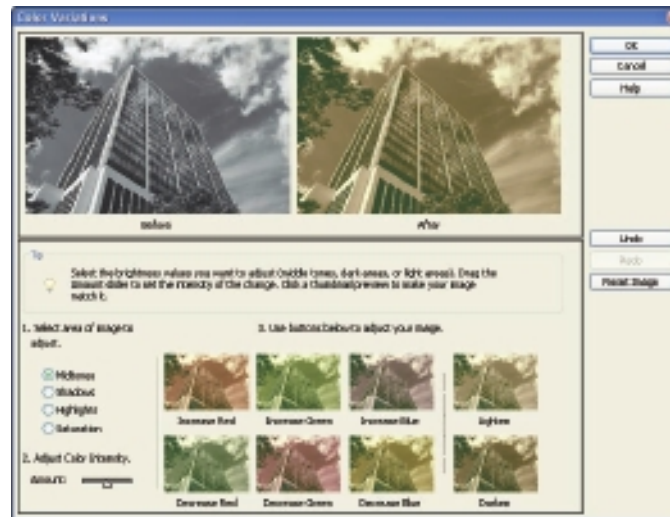 Color Variations
OK
Cancel
Help
Before
After
Undo
Redo
Reset Image
Tip
Select the brightness values you want to adjust (middle tones, dark areas, or light areas). Drag the
Amount slider to set the intensity of the change. Click a thumbnail preview to make your image
match it.
1. Select area of image to
adjust.
Midtones
Shadows
Highlights
Saturation
2. Adjust Color Intensity.
Amount:
3. Use buttons below to adjust your image.
Increase Red
Increase Green
Increase Blue
Lighten
Decrease Red
Decrease Green
Decrease Blue
Darken